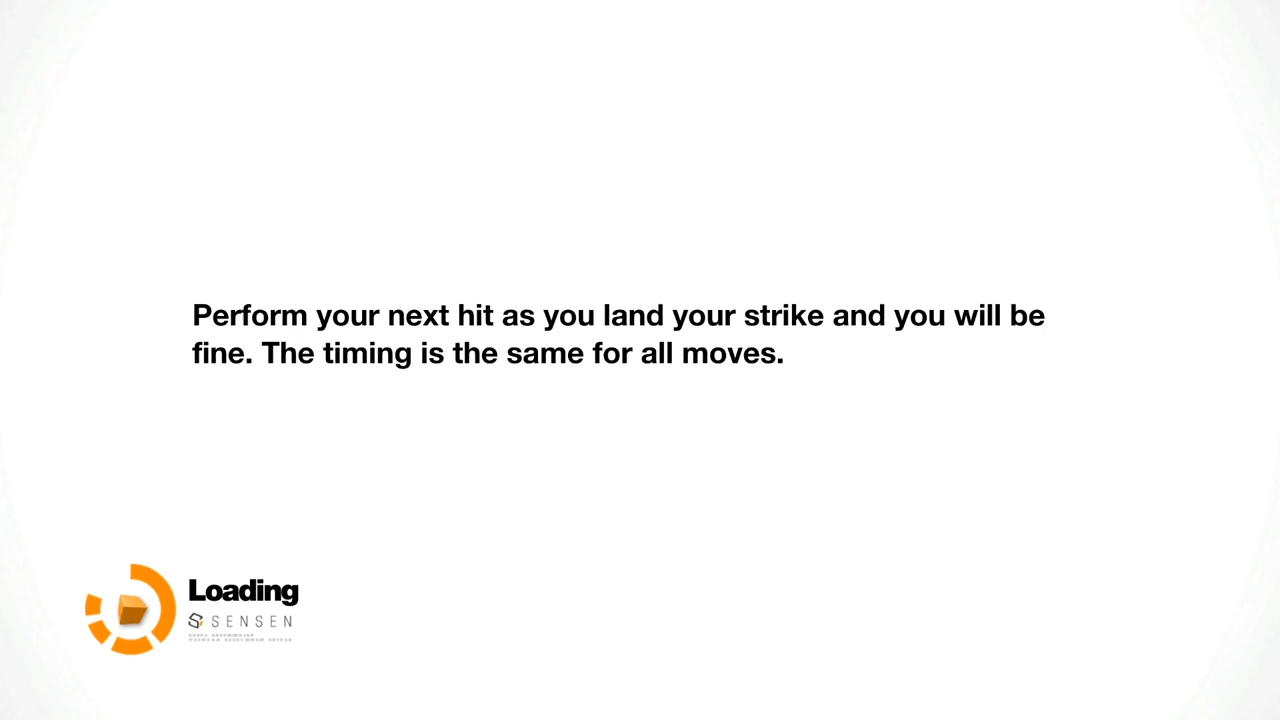 Perform your next hit as you land your strike and you will be
fine. The timing is the same for all moves.
Loading
SENSEN